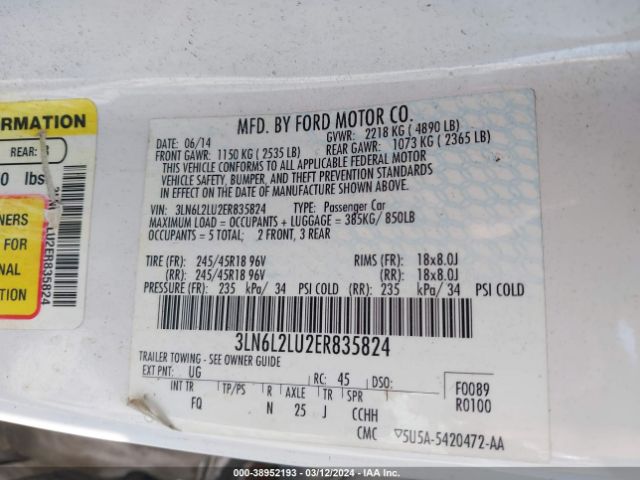 MFD. BY FORD MOTOR CO.
DATE: 06/14 GVWR: 2218 KG ( 4890 LB)
FRONT GAWR: 1150 KG ( 2535 LB) REAR GAWR: 1073 KG ( 2365 LB)
THIS VEHICLE CONFORMS TO ALL APPLICABLE FEDERAL MOTOR
VEHICLE SAFETY, BUMPER, AND THEFT PREVENTION STANDARDS
IN EFFECT ON THE DATE OF MANUFACTURE SHOWN ABOVE.
VIN: 3LN6L2LU2ER835824 TYPE: Passenger Car
MAXIMUM LOAD = OCCUPANTS + LUGGAGE = 385KG/ 850LB
OCCUPANTS = 5 TOTAL; 2 FRONT, 3 REAR
TIRE (FR): 245/45R18 96V RIMS (FR): 18x8.0J
(RR): 245/45R18 96V (RR): 18x8.0J
PRESSURE (FR): 235 kPa/ 34 PSI COLD (RR): 235 kPa/ 34 PSI COLD
3LN6L2LU2ER835824
TRAILER TOWING - SEE OWNER GUIDE
EXT PNT: UG RC: 45 DSO:
F0089
R0100
INT TR TP/PS R AXLE TR SPR
FQ N 25 J CCHH
CMC 5U5A-5420472-AA
RMATION
REAR: 3
0 lbs
NERS
FOR
NAL
TION
LU2ER835824
000-38952193 - 03/12/2024 - IAA Inc.